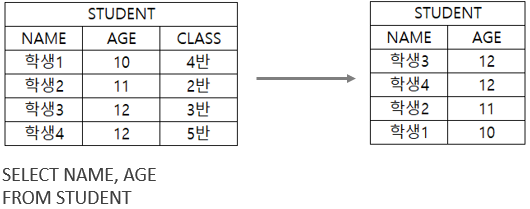 STUDENT
NAME AGE CLASS
학생1 10 4반
학생2 11 2반
학생3 12 3반
학생4 12 5반
STUDENT
NAME AGE
학생3 12
학생4 12
학생2 11
학생1 10
SELECT NAME, AGE
FROM STUDENT